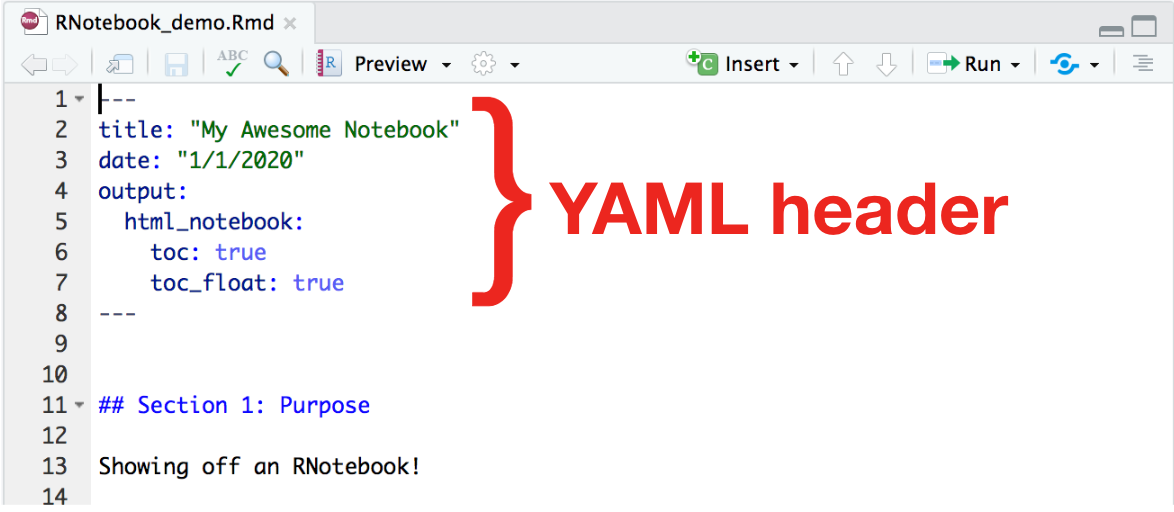 RNotebook_demo.Rmd
ABC Preview Insert Run
1 ---
2 title: "My Awesome Notebook"
3 date: "1/1/2020"
4 output:
5   html_notebook:
6     toc: true
7     toc_float: true
8 ---
9
10
11 ## Section 1: Purpose
12
13 Showing off an RNotebook!
14
YAML header